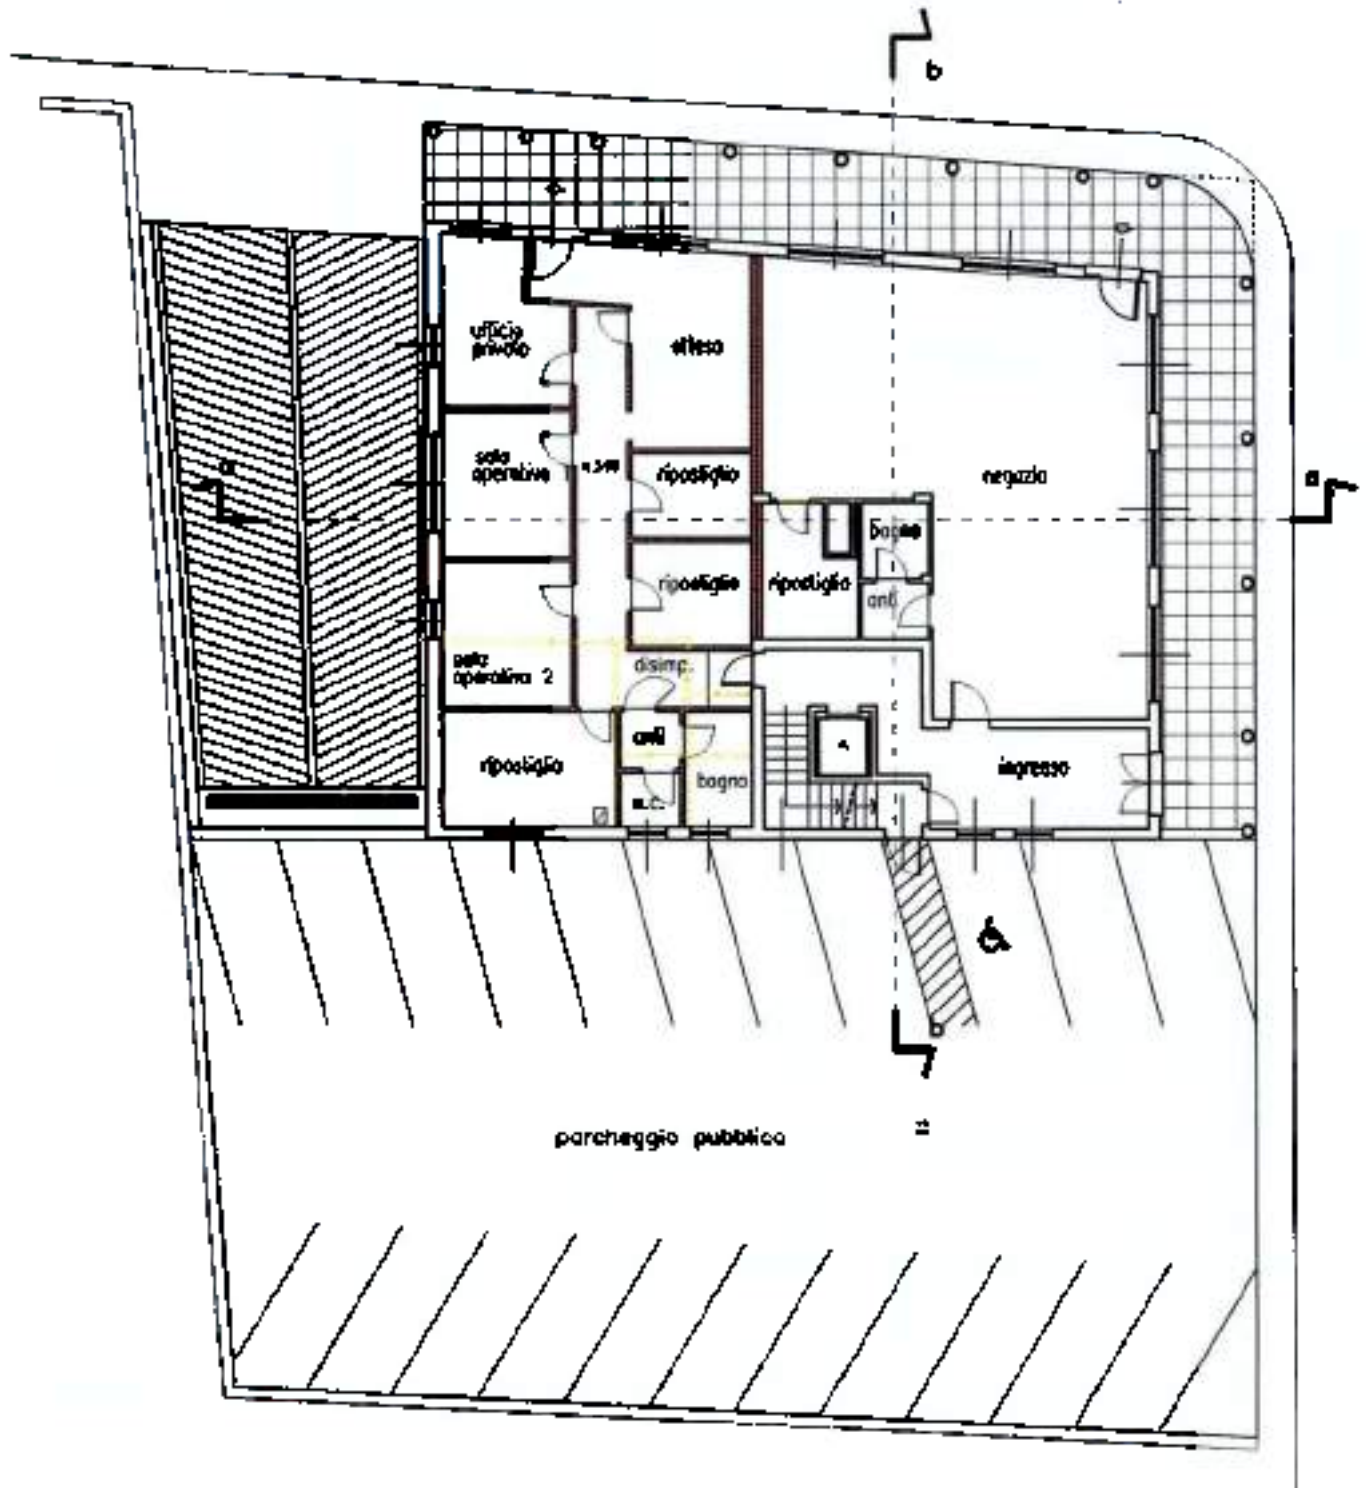 b
ufficio
privato
attesa
sala
operativa
ripostiglio
negozio
a
a
bagno
ripostiglio
ripostiglio
anti
disimp.
sala
operativa 2
anti
ripostiglio
bagno
w.c.
A
ingresso
parcheggio pubblico